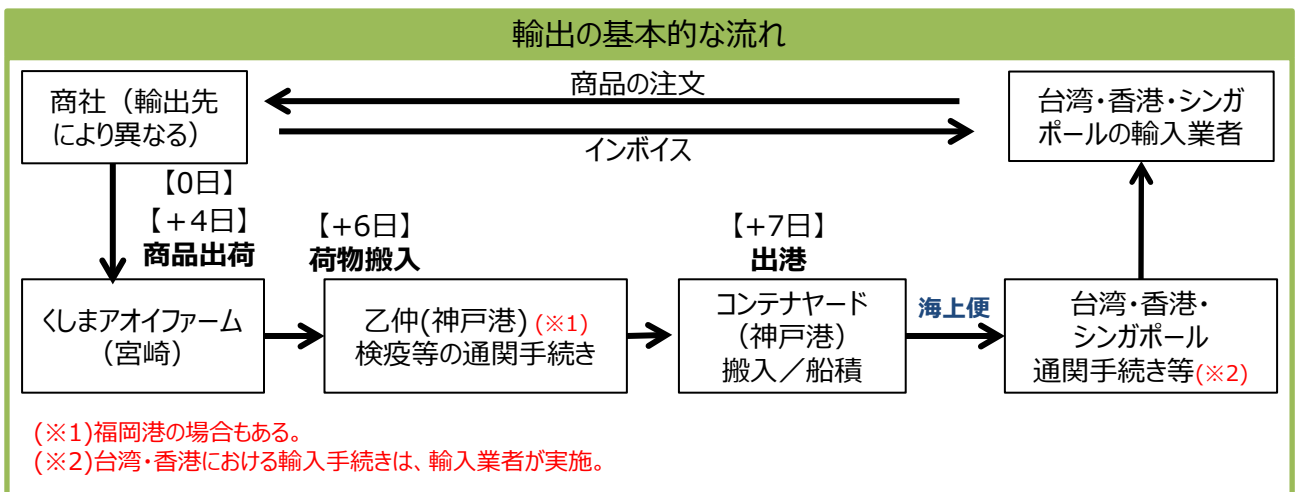 輸出の基本的な流れ
商社（輸出先
により異なる）
商品の注文
インボイス
台湾・香港・シンガ
ポールの輸入業者
【0日】
【＋4日】
商品出荷
【+6日】
荷物搬入
【+7日】
出港
くしまアオイファーム
（宮崎）
乙仲(神戸港) (※1)
検疫等の通関手続き
コンテナヤード
（神戸港）
搬入／船積
海上便
台湾・香港・
シンガポール
通関手続き等(※2)
(※1)福岡港の場合もある。
(※2)台湾・香港における輸入手続きは、輸入業者が実施。